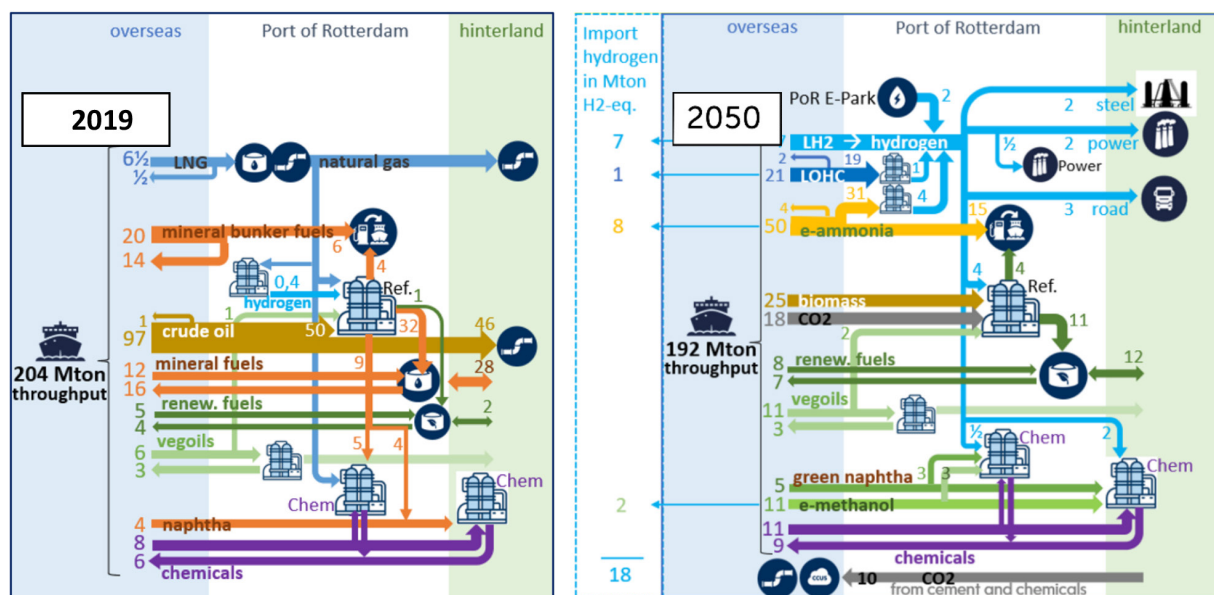 overseas
Port of Rotterdam
hinterland
2019
6½
LNG
natural gas
½
20
mineral bunker fuels
6
14
4
0,4
hydrogen
Ref.
1
1
1
crude oil
50
32
46
97
9
204 Mton
throughput
12
mineral fuels
28
16
5
renew. fuels
2
4
vegoils
6
5
4
3
Chem
Chem
4
naphtha
8
6
chemicals
Import
hydrogen
in Mton
H2-eq.
7
1
8
2
18
overseas
Port of Rotterdam
hinterland
2050
PoR E-Park
2
2
steel
LH2 → hydrogen
½
2
power
Power
2
19
21
LOHC
1
31
4
3
road
4
50
e-ammonia
15
4
4
Ref.
25
biomass
18
CO2
2
11
192 Mton
throughput
8
renew. fuels
12
7
vegoils
11
3
½
Chem
2
Chem
green naphtha
3
3
5
11
e-methanol
11
9
chemicals
10
CO2
from cement and chemicals
CCUS